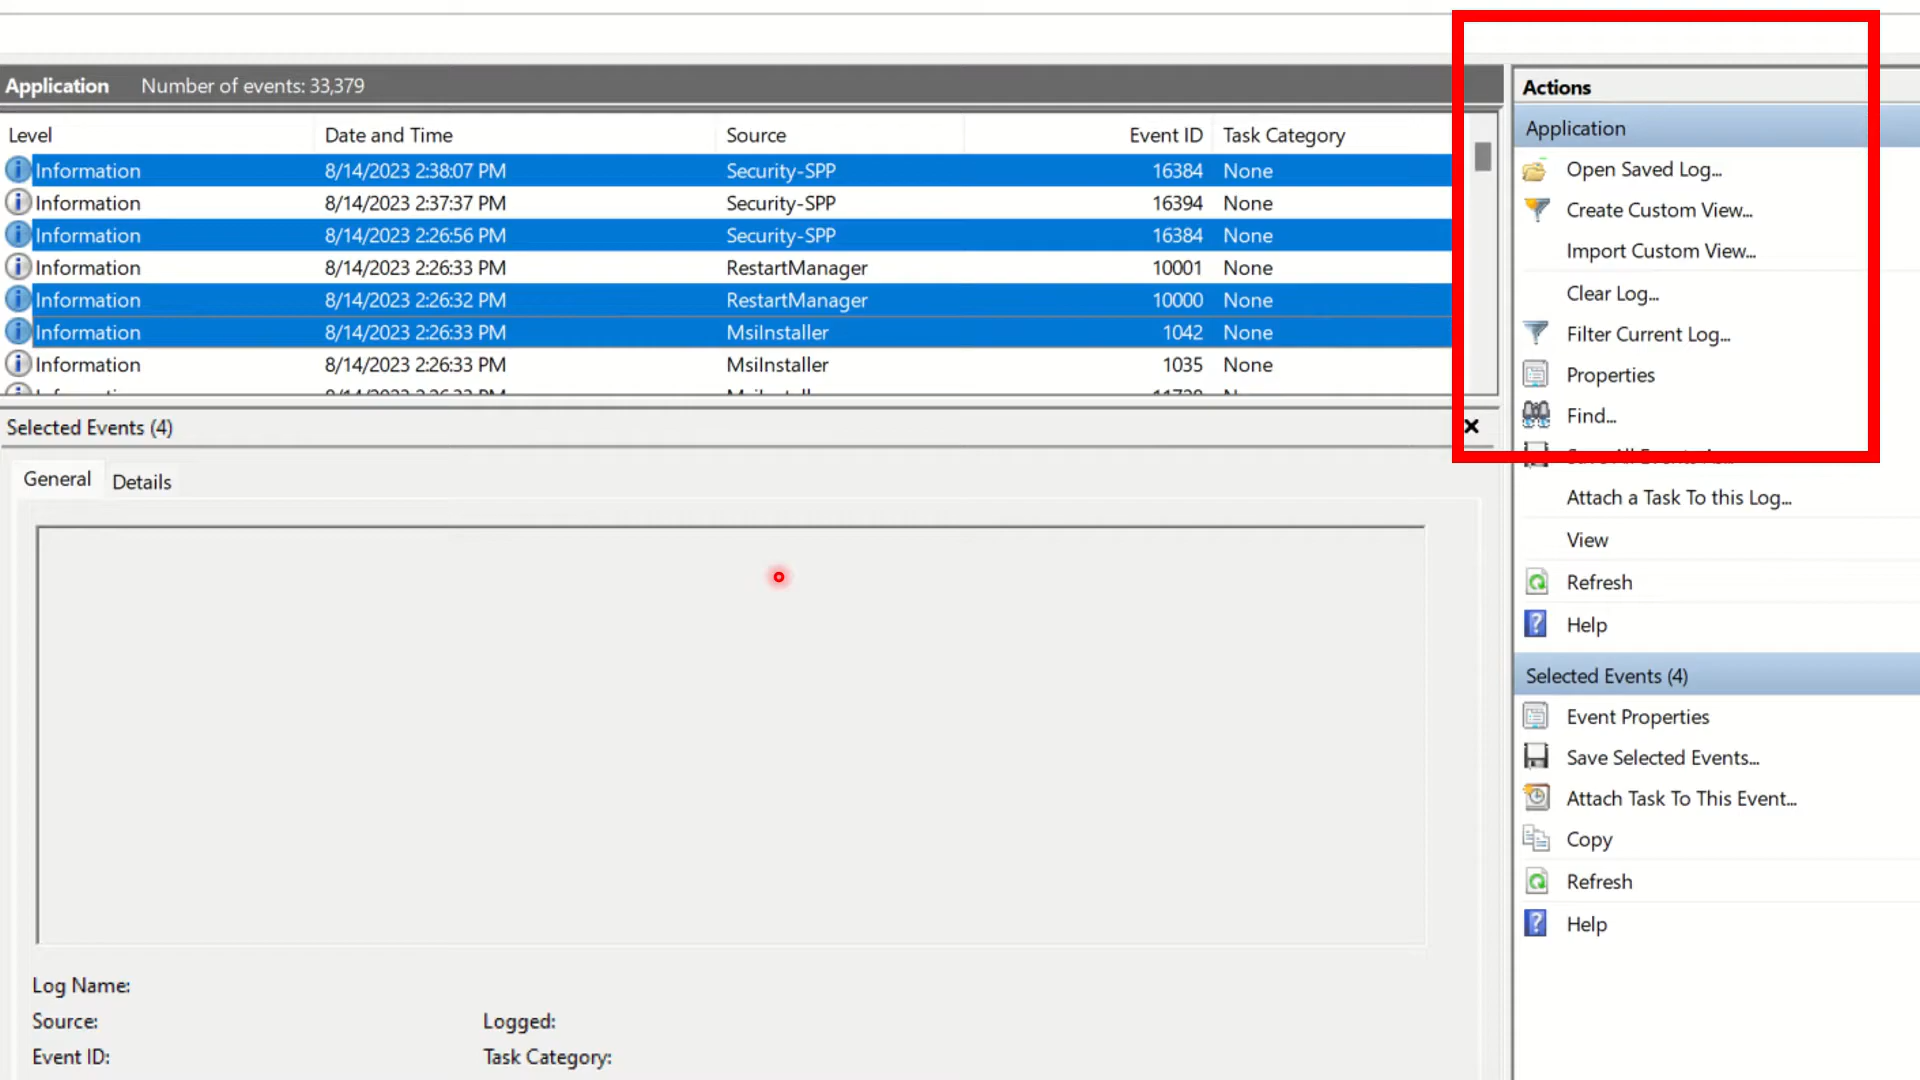 Application Number of events: 33,379
Level Date and Time Source Event ID Task Category
Information 8/14/2023 2:38:07 PM Security-SPP 16384 None
Information 8/14/2023 2:37:37 PM Security-SPP 16394 None
Information 8/14/2023 2:26:56 PM Security-SPP 16384 None
Information 8/14/2023 2:26:33 PM RestartManager 10001 None
Information 8/14/2023 2:26:32 PM RestartManager 10000 None
Information 8/14/2023 2:26:33 PM MsiInstaller 1042 None
Information 8/14/2023 2:26:33 PM MsiInstaller 1035 None
Selected Events (4)
General Details
Log Name:
Source: Logged:
Event ID: Task Category:
Actions
Application
Open Saved Log...
Create Custom View...
Import Custom View...
Clear Log...
Filter Current Log...
Properties
Find...
Attach a Task To this Log...
View
Refresh
Help
Selected Events (4)
Event Properties
Save Selected Events...
Attach Task To This Event...
Copy
Refresh
Help